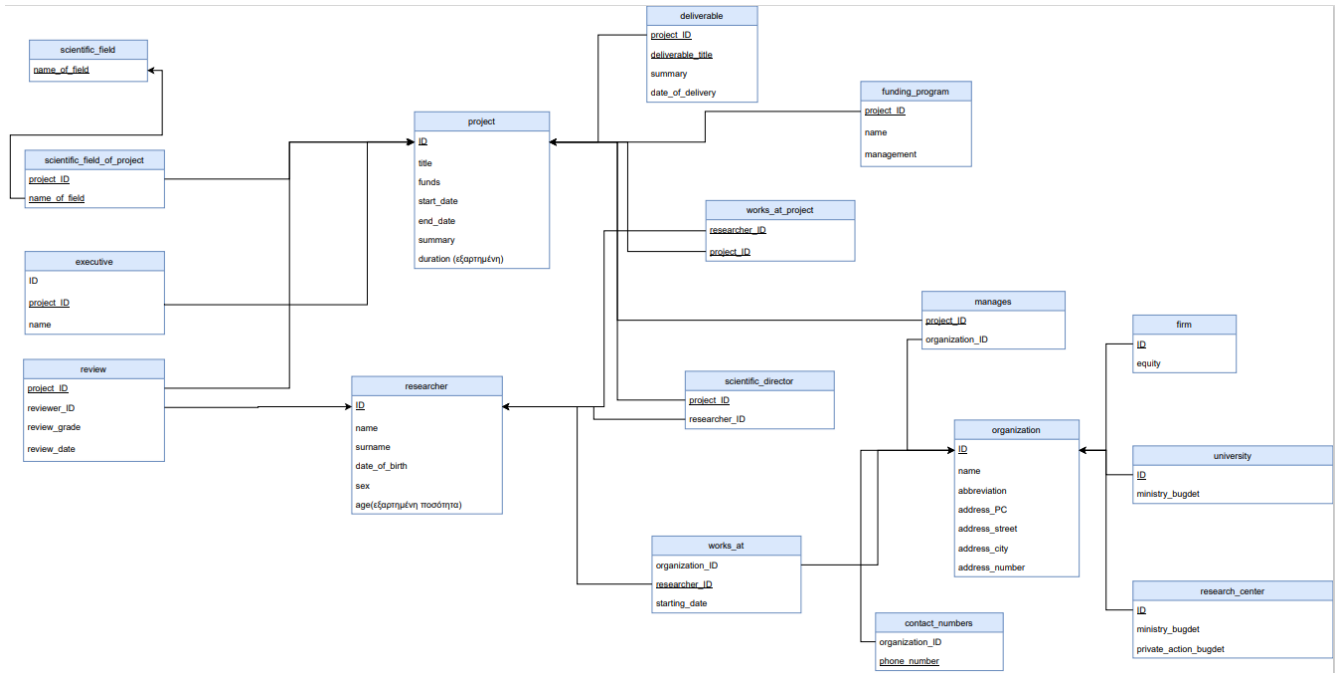 deliverable
project_ID
deliverable_title
summary
date_of_delivery
scientific_field
name_of_field
funding_program
project_ID
name
management
project
ID
title
funds
start_date
end_date
summary
duration (εξαρτημένη)
scientific_field_of_project
project_ID
name_of_field
works_at_project
researcher_ID
project_ID
executive
ID
project_ID
name
manages
project_ID
organization_ID
firm
ID
equity
review
project_ID
reviewer_ID
review_grade
review_date
researcher
ID
name
surname
date_of_birth
sex
age(εξαρτημένη ποσότητα)
scientific_director
project_ID
researcher_ID
organization
ID
name
abbreviation
address_PC
address_street
address_city
address_number
university
ID
ministry_bugdet
works_at
organization_ID
researcher_ID
starting_date
research_center
ID
ministry_bugdet
private_action_bugdet
contact_numbers
organization_ID
phone_number